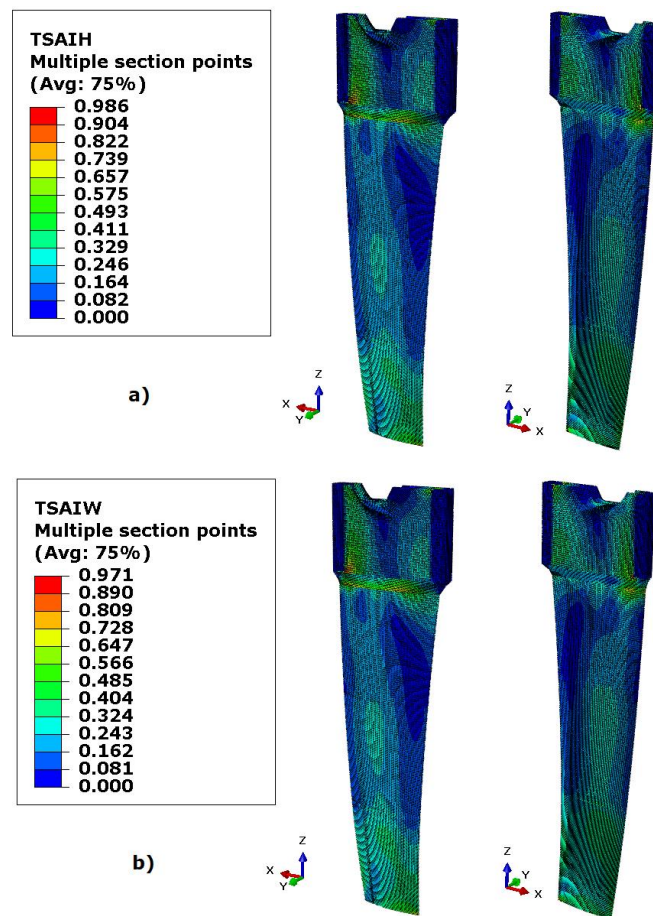 TSAIH
Multiple section points
(Avg: 75%)
0.986
0.904
0.822
0.739
0.657
0.575
0.493
0.411
0.329
0.246
0.164
0.082
0.000
a)
Z
X
Y
Z
Y
X
TSAIW
Multiple section points
(Avg: 75%)
0.971
0.890
0.809
0.728
0.647
0.566
0.485
0.404
0.324
0.243
0.162
0.081
0.000
b)
Z
X
Y
Z
Y
X